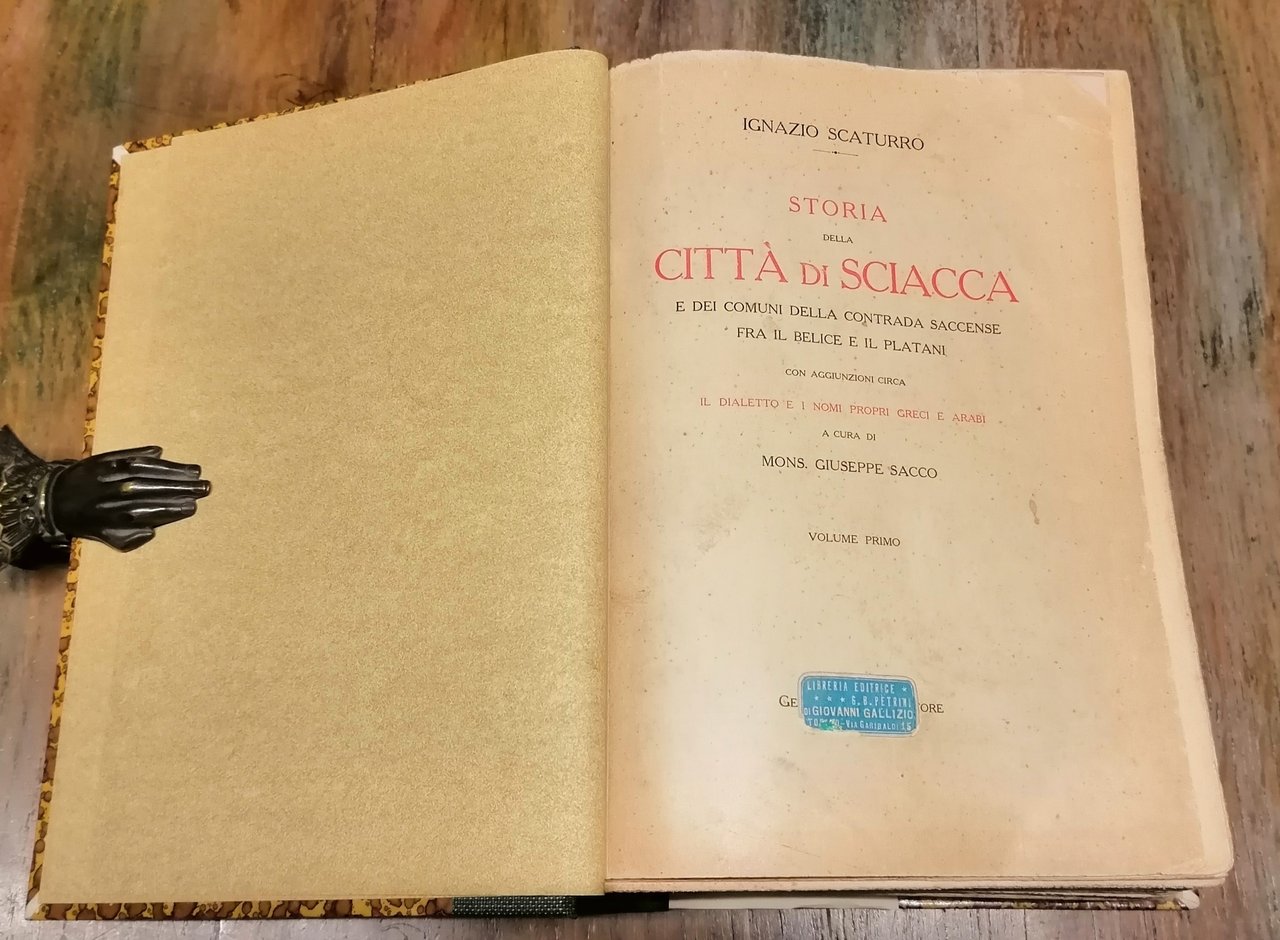 IGNAZIO SCATURRO
STORIA
DELLA
CITTÀ DI SCIACCA
E DEI COMUNI DELLA CONTRADA SACCENSE
FRA IL BELICE E IL PLATANI
CON AGGIUNZIONI CIRCA
IL DIALETTO E I NOMI PROPRI GRECI E ARABI
A CURA DI
MONS. GIUSEPPE SACCO
VOLUME PRIMO
LIBRERIA EDITRICE
G. B. PETRINI
DI GIOVANNI GALLIZIO
VIA GARIBALDI